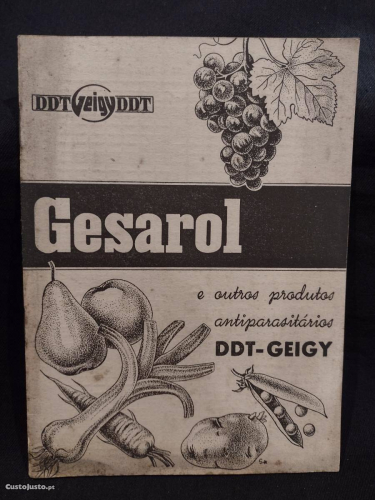 DDT Geigy DDT
Gesarol
e outros produtos
antiparasitários
DDT-GEIGY
CustoJusto.pt